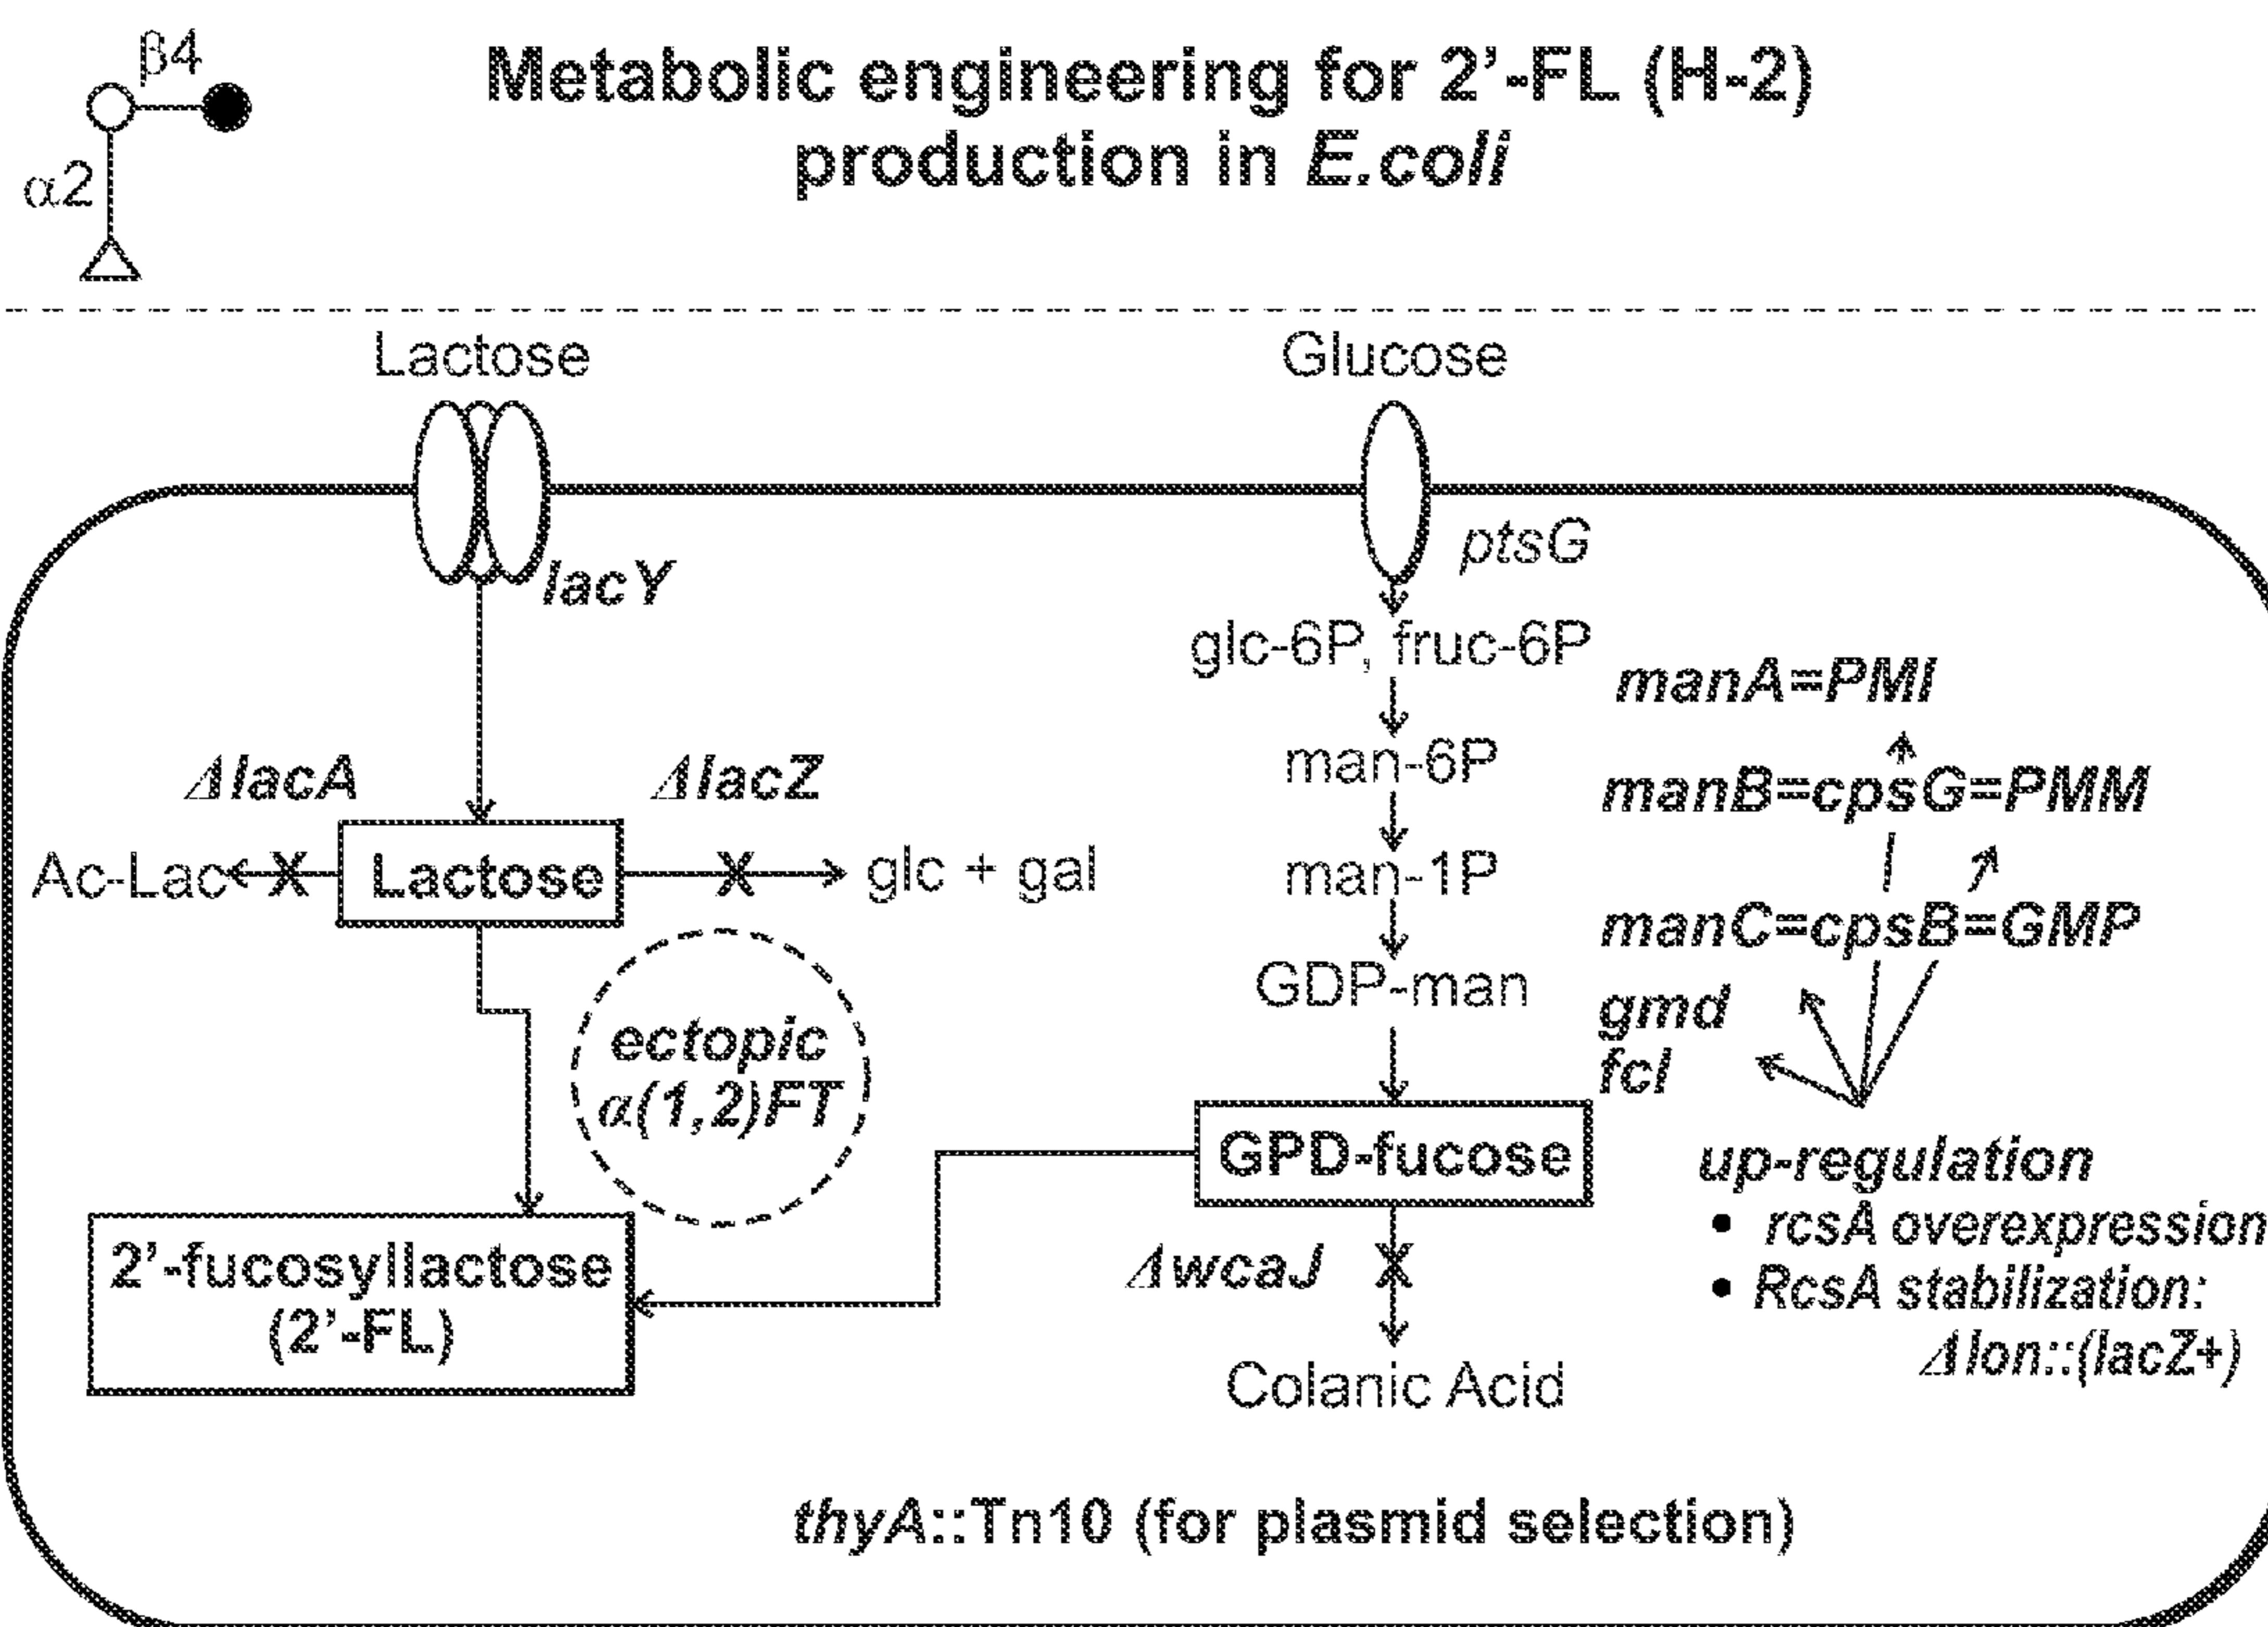 β4
α2
Metabolic engineering for 2'-FL (H-2)
production in E.coli
Lactose
Glucose
lacY
ptsG
glc-6P, fruc-6P
manA=PMI
man-6P
manB=cpsG=PMM
ΔlacA
ΔlacZ
Ac-Lac
X
Lactose
X
glc + gal
man-1P
manC=cpsB=GMP
GDP-man
gmd
fcl
ectopic
α(1,2)FT
GPD-fucose
up-regulation
• rcsA overexpression
• RcsA stabilization:
Δlon::(lacZ+)
2'-fucosyllactose
(2'-FL)
ΔwcaJ
X
Colanic Acid
thyA::Tn10 (for plasmid selection)